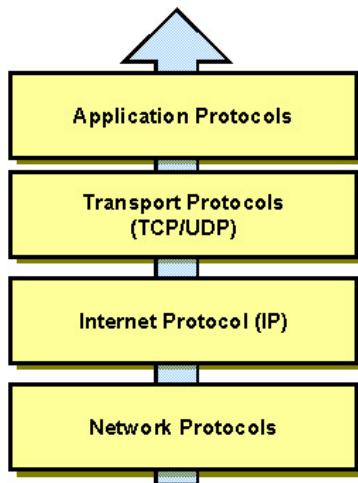 Application Protocols
Transport Protocols
(TCP/UDP)
Internet Protocol (IP)
Network Protocols